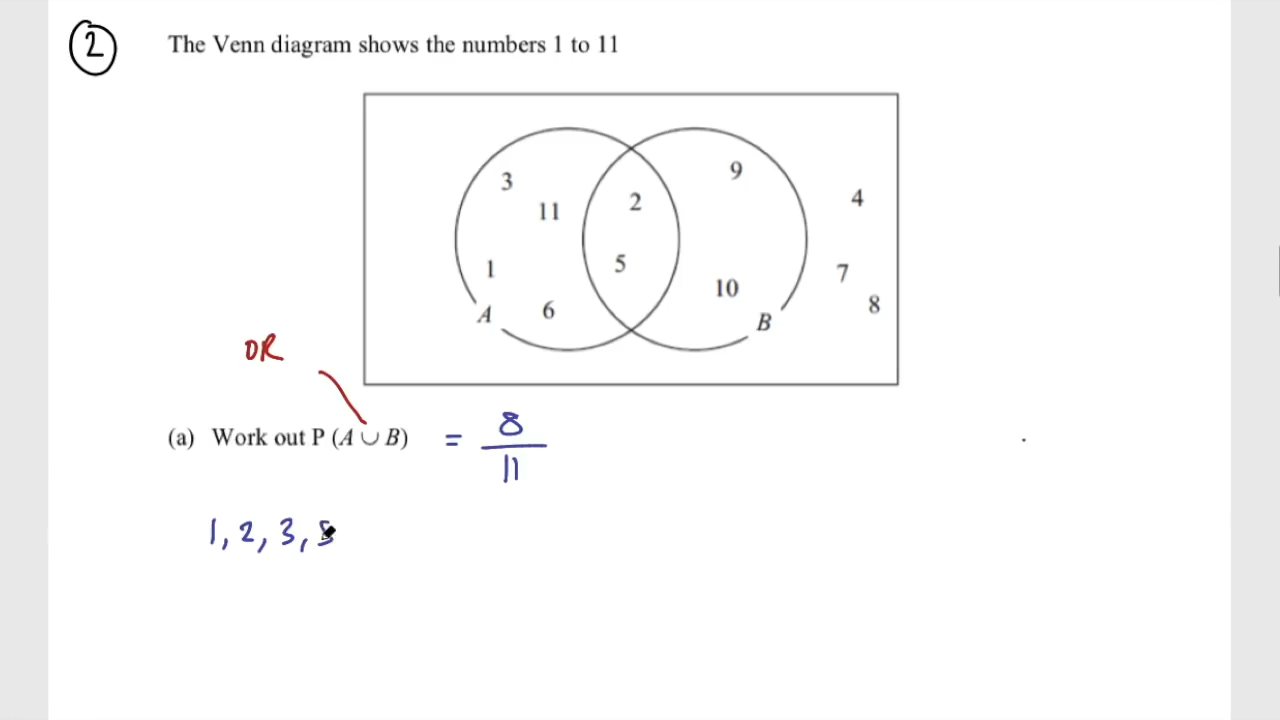 2 The Venn diagram shows the numbers 1 to 11
3 11 2 9 4
1 5 10 7
A 6 B 8
OR
(a) Work out P (A ∪ B) = 8/11
1, 2, 3, 5